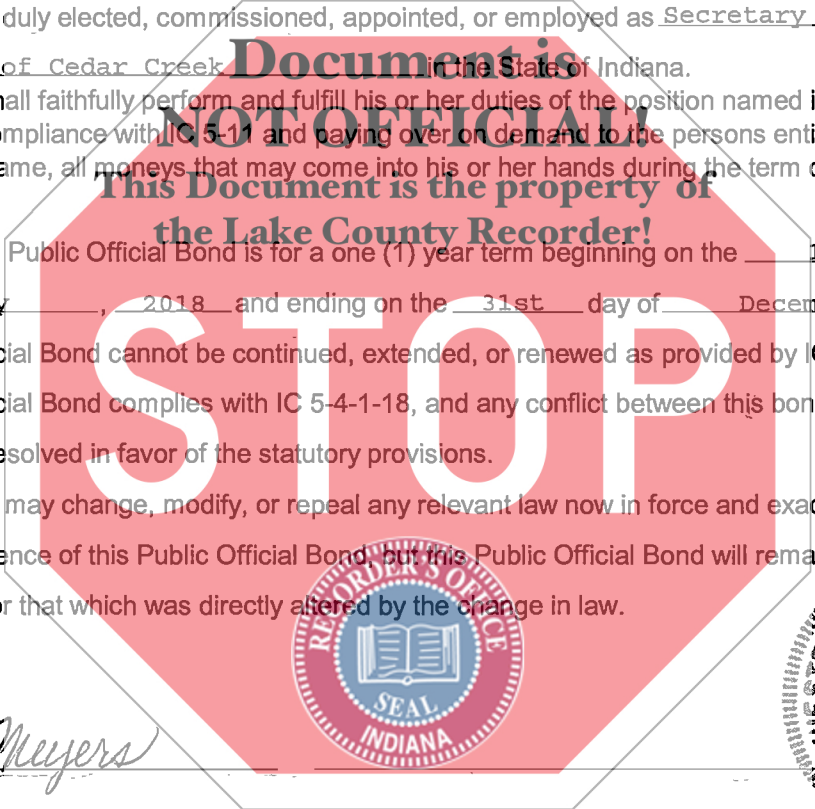 duly elected, commissioned, appointed, or employed as Secretary
of Cedar Creek in the State of Indiana.
all faithfully perform and fulfill his or her duties of the position named i
mpliance with IC 5-11 and paying over on demand to the persons enti
ame, all moneys that may come into his or her hands during the term o
Document is
NOT OFFICIAL!
This Document is the property of
the Lake County Recorder!
Public Official Bond is for a one (1) year term beginning on the 1
y, 2018 and ending on the 31st day of Decem
cial Bond cannot be continued, extended, or renewed as provided by l
cial Bond complies with IC 5-4-1-18, and any conflict between this bon
esolved in favor of the statutory provisions.
STOP
may change, modify, or repeal any relevant law now in force and exac
ence of this Public Official Bond, but this Public Official Bond will rema
r that which was directly altered by the change in law.
RECORDER'S OFFICE
SEAL
INDIANA
Meyers